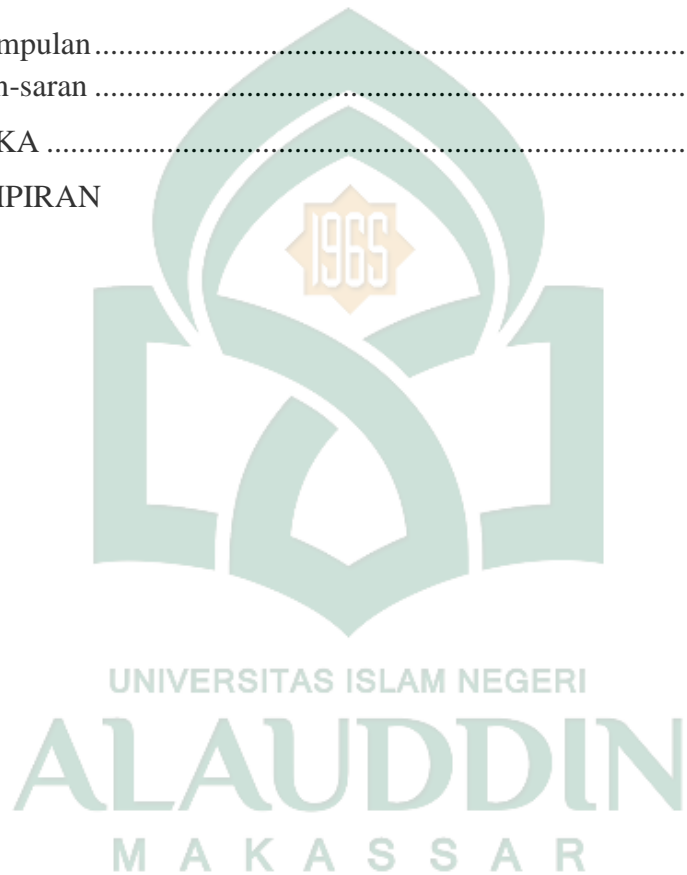 mpulan........................................................................
n-saran........................................................................
KA ..............................................................................
IPIRAN
1965
UNIVERSITAS ISLAM NEGERI
ALAUDDIN
MAKASSAR